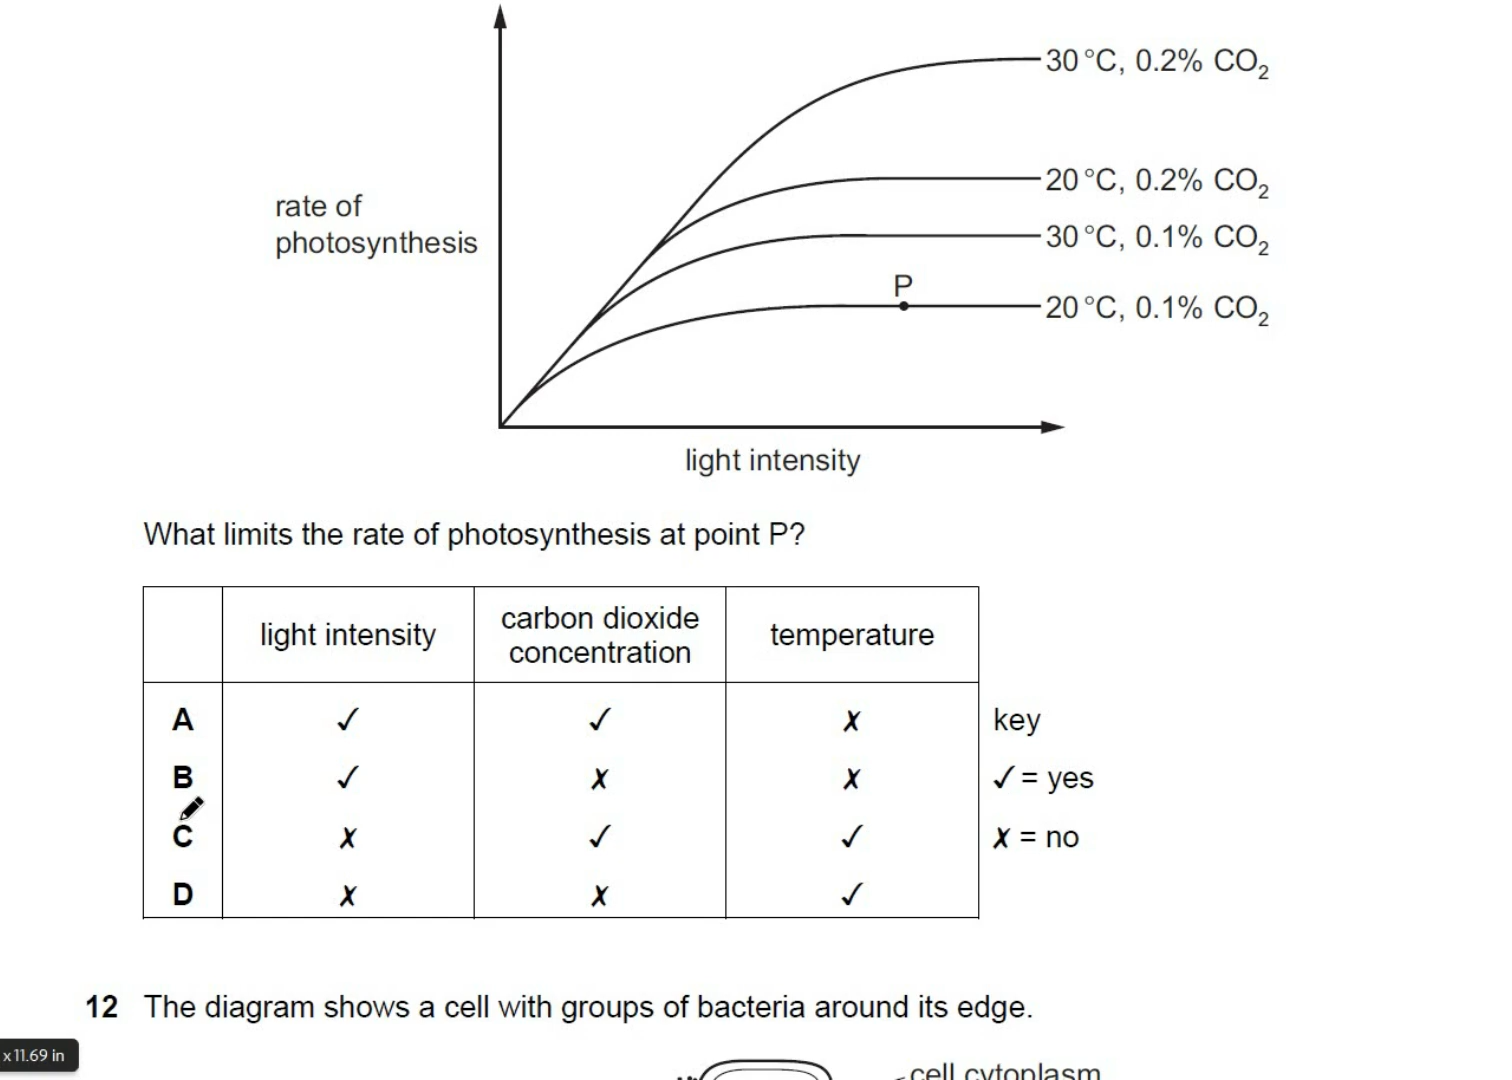 30 °C, 0.2% CO₂
20 °C, 0.2% CO₂
rate of
photosynthesis
30 °C, 0.1% CO₂
P
20 °C, 0.1% CO₂
light intensity
What limits the rate of photosynthesis at point P?
light intensity carbon dioxide concentration temperature
A ✓ ✓ ✗ key
B ✓ ✗ ✗ ✓ = yes
C ✗ ✓ ✓ ✗ = no
D ✗ ✗ ✓
12 The diagram shows a cell with groups of bacteria around its edge.
x 11.69 in
cell cytoplasm